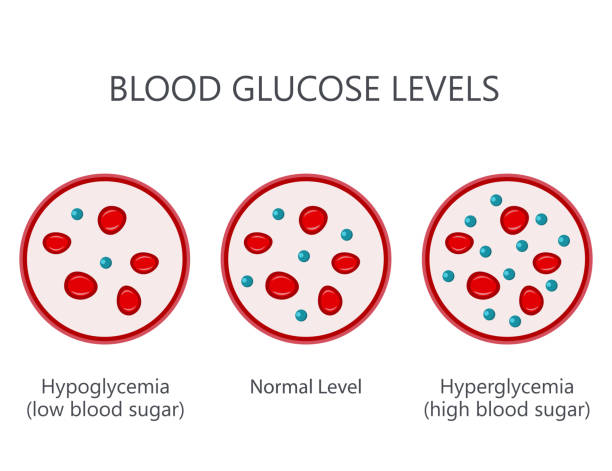 BLOOD GLUCOSE LEVELS
Hypoglycemia
(low blood sugar)
Normal Level
Hyperglycemia
(high blood sugar)